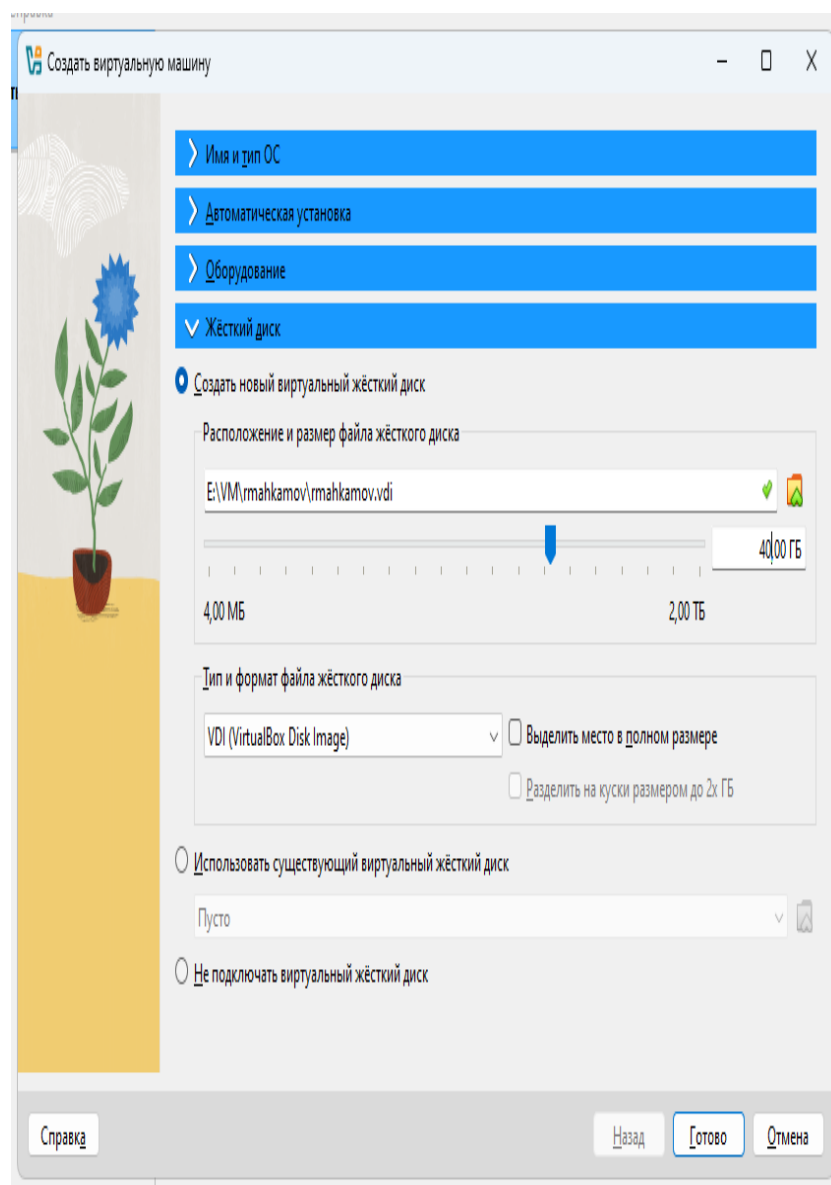 Создать виртуальную машину
Имя и тип ОС
Автоматическая установка
Оборудование
Жёсткий диск
Создать новый виртуальный жёсткий диск
Расположение и размер файла жёсткого диска
E:\VM\rmahkamov\rmahkamov.vdi
40,00 ГБ
4,00 МБ 2,00 ТБ
Тип и формат файла жёсткого диска
VDI (VirtualBox Disk Image) Выделить место в полном размере
Разделить на куски размером до 2х ГБ
Использовать существующий виртуальный жёсткий диск
Пусто
Не подключать виртуальный жёсткий диск
Справка Назад Готово Отмена